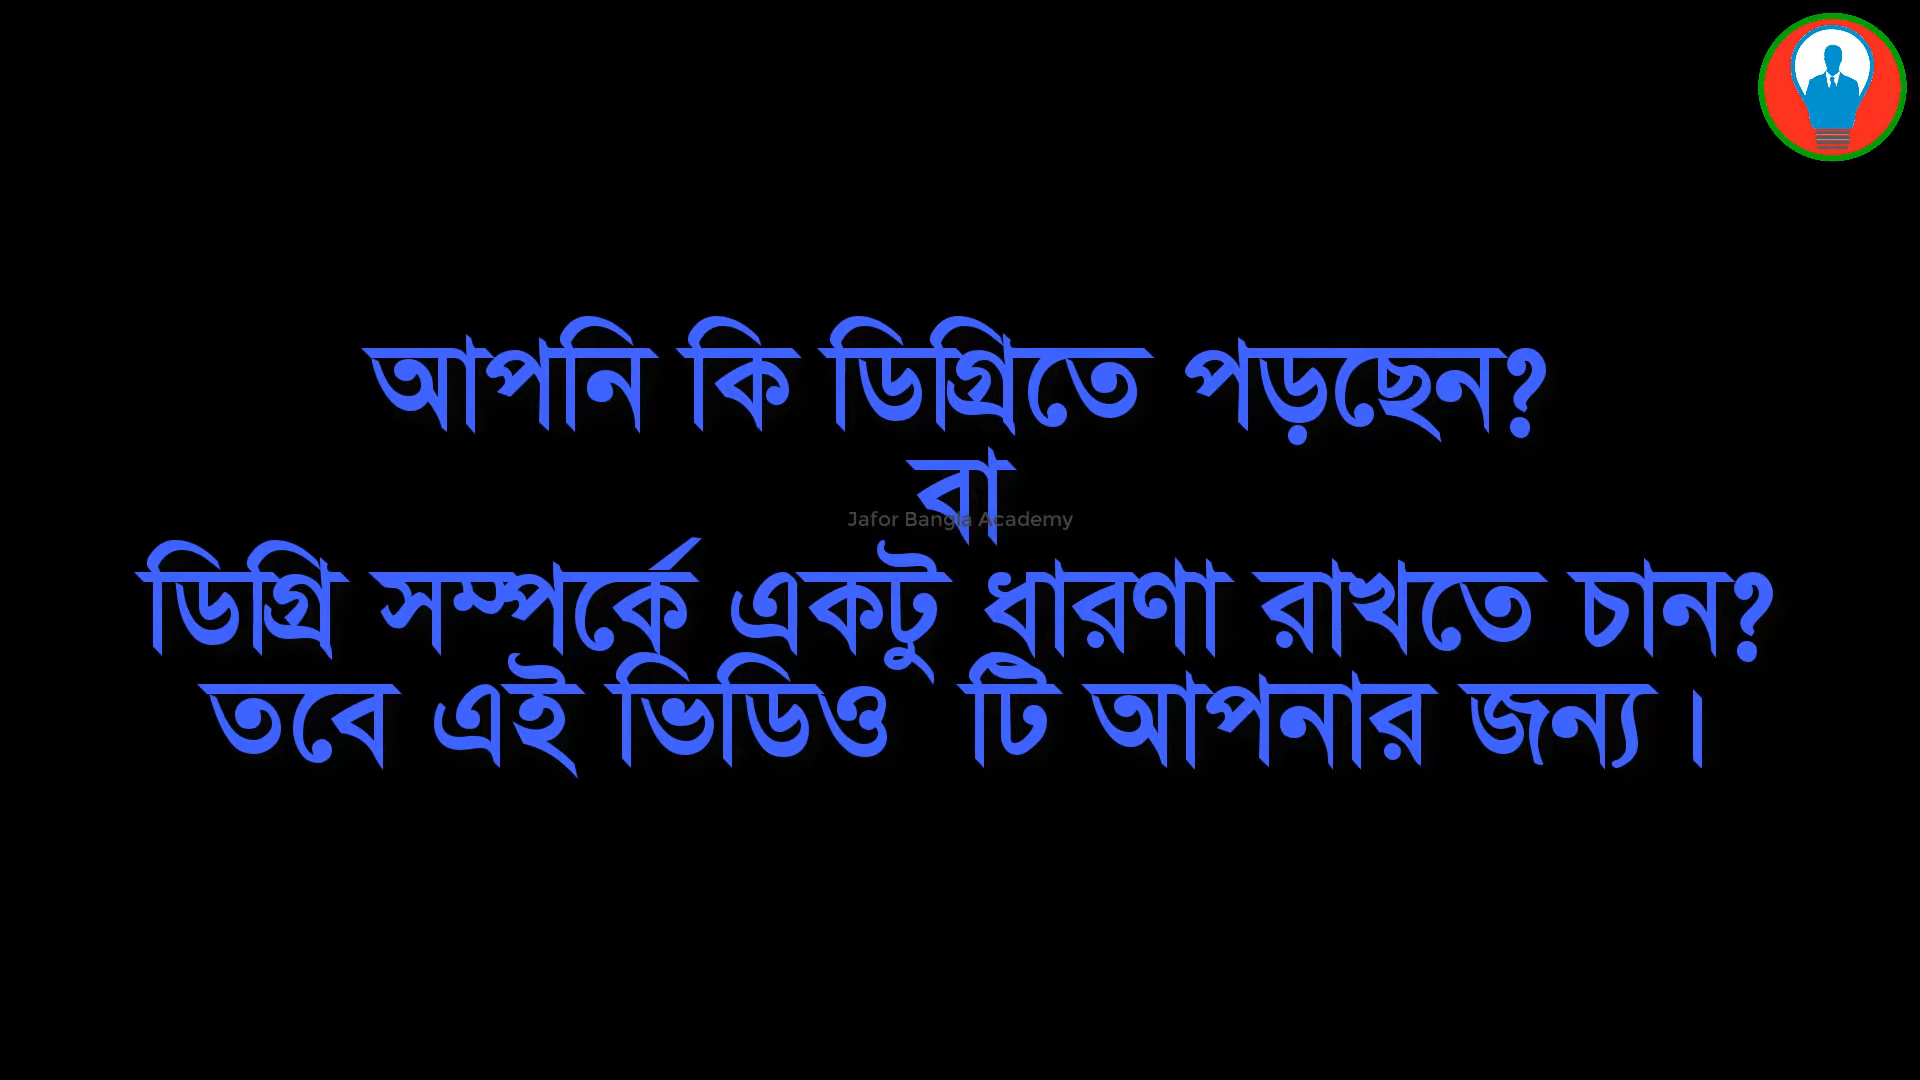 আপনি কি ডিগ্রিতে পড়ছেন?
বা
Jafor Bangla Academy
ডিগ্রি সম্পর্কে একটু ধারণা রাখতে চান?
তবে এই ভিডিও টি আপনার জন্য।